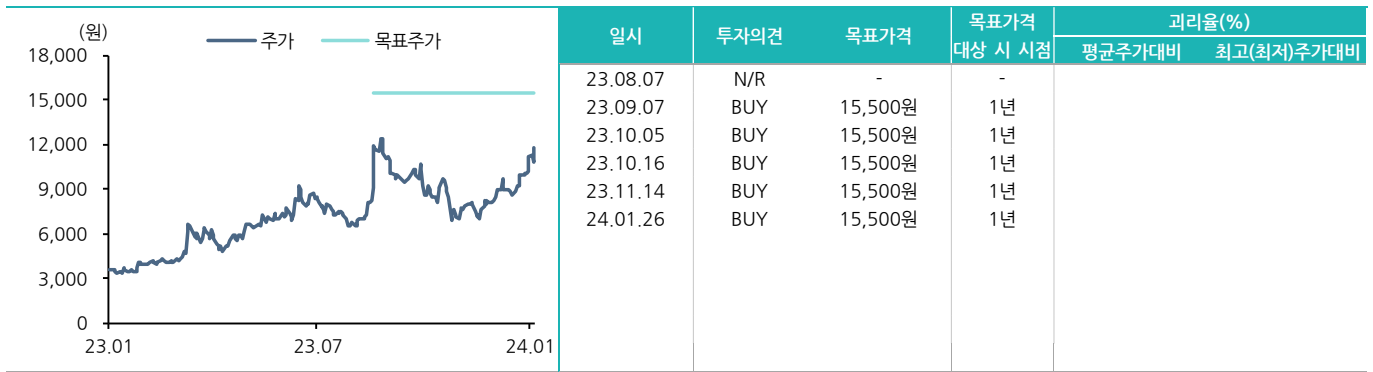 (원)
주가 목표주가
18,000
15,000
12,000
9,000
6,000
3,000
0
23.01 23.07 24.01
일시 투자의견 목표가격 목표가격 대상 시 시점 괴리율(%)
평균주가대비 최고(최저)주가대비
23.08.07 N/R - -
23.09.07 BUY 15,500원 1년
23.10.05 BUY 15,500원 1년
23.10.16 BUY 15,500원 1년
23.11.14 BUY 15,500원 1년
24.01.26 BUY 15,500원 1년